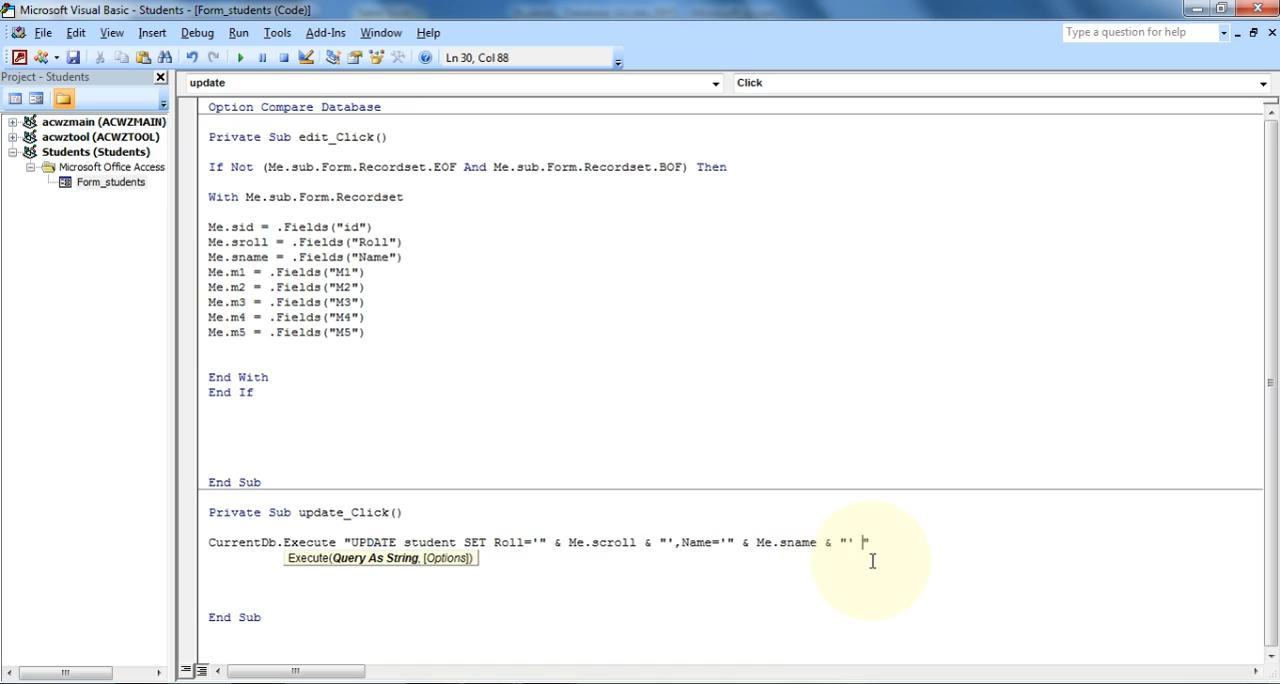 Microsoft Visual Basic - Students - [Form_students (Code)]
File Edit View Insert Debug Run Tools Add-Ins Window Help
Type a question for help
Ln 30, Col 88
Project - Students
update
Click
acwzmain (ACWZMAIN)
acwztool (ACWZTOOL)
Students (Students)
Microsoft Office Access
Form_students
Option Compare Database
Private Sub edit_Click()
If Not (Me.sub.Form.Recordset.EOF And Me.sub.Form.Recordset.BOF) Then
With Me.sub.Form.Recordset
Me.sid = .Fields("id")
Me.sroll = .Fields("Roll")
Me.sname = .Fields("Name")
Me.m1 = .Fields("M1")
Me.m2 = .Fields("M2")
Me.m3 = .Fields("M3")
Me.m4 = .Fields("M4")
Me.m5 = .Fields("M5")
End With
End If
End Sub
Private Sub update_Click()
CurrentDb.Execute "UPDATE student SET Roll='" & Me.scroll & "',Name='" & Me.sname & "' "
Execute(Query As String, [Options])
End Sub